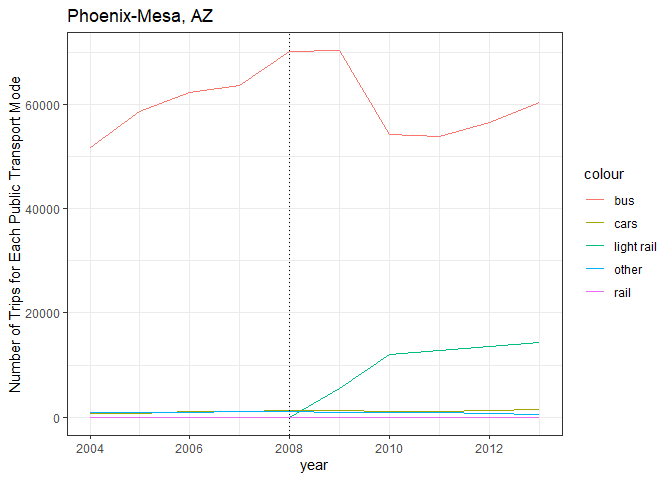 Phoenix-Mesa, AZ
Number of Trips for Each Public Transport Mode
60000
40000
20000
0
2004
2006
2008
2010
2012
year
colour
bus
cars
light rail
other
rail